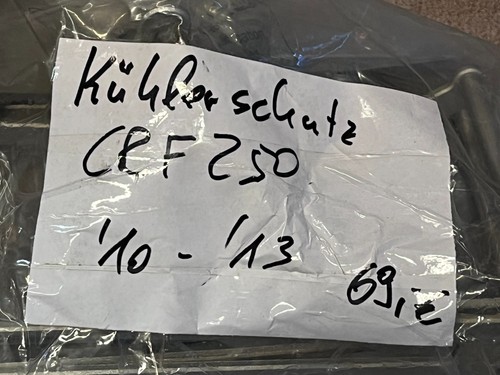 Kühlerschutz
CRF 250
'10 - '13
69,-